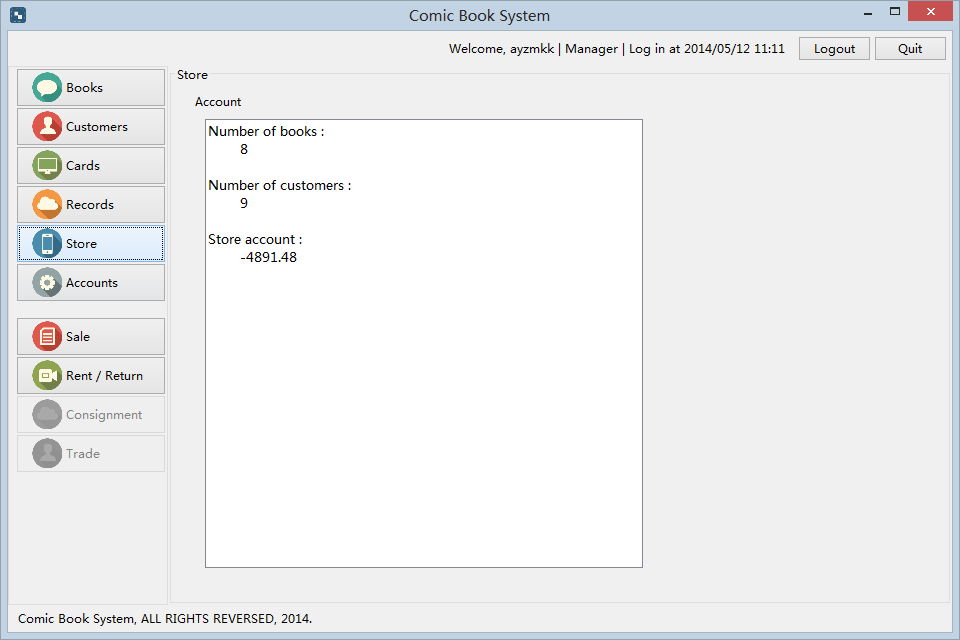 Comic Book System
Welcome, ayzmkk | Manager | Log in at 2014/05/12 11:11
Logout
Quit
Books
Customers
Cards
Records
Store
Accounts
Sale
Rent / Return
Consignment
Trade
Store
Account
Number of books :
8
Number of customers :
9
Store account :
-4891.48
Comic Book System, ALL RIGHTS REVERSED, 2014.